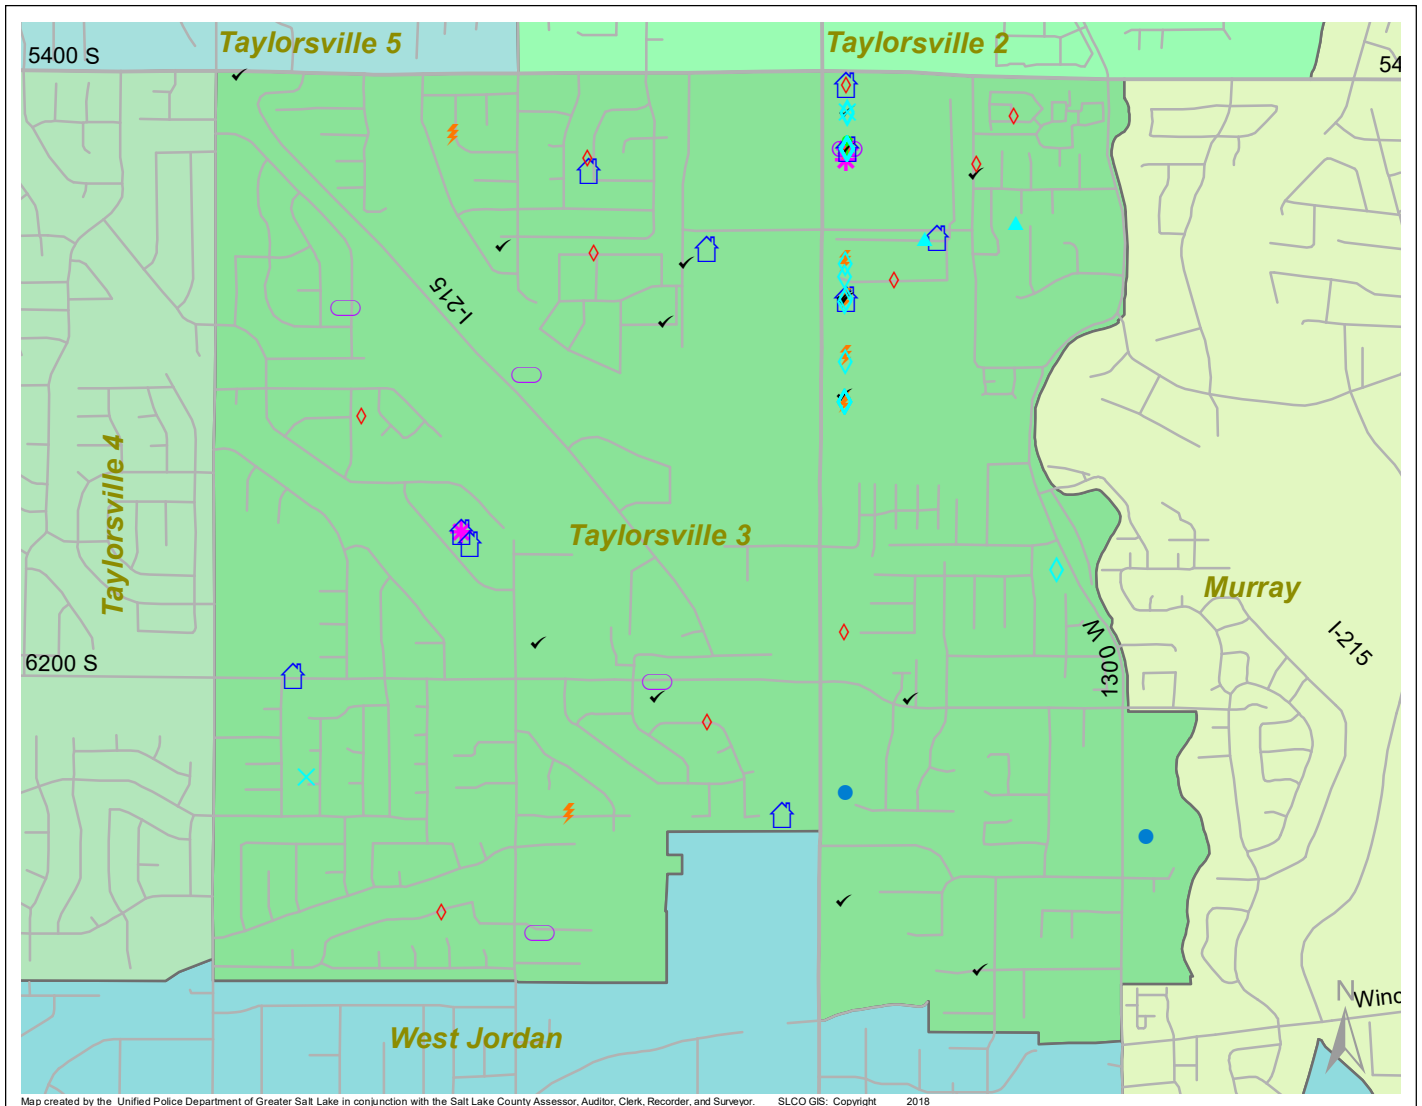 Taylorsville 5
Taylorsville 2
5400 S
54
I-215
Taylorsville 4
Taylorsville 3
Murray
1300 W
I-215
6200 S
West Jordan
N
Winc
Map created by the Unified Police Department of Greater Salt Lake in conjunction with the Salt Lake County Assessor, Auditor, Clerk, Recorder, and Surveyor. SLCO GIS: Copyright 2018